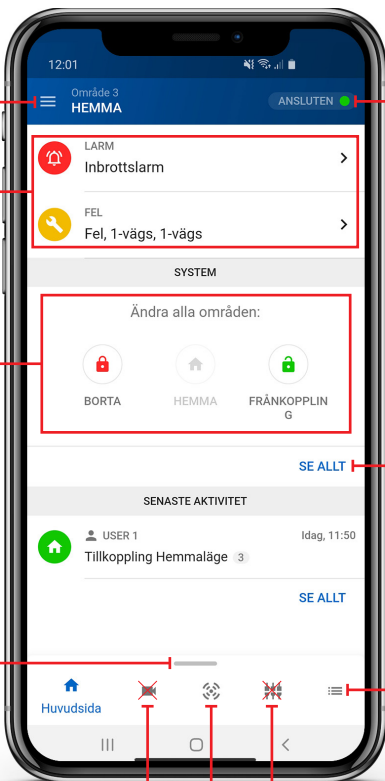 12:01
Område 3
HEMMA
ANSLUTEN
LARM
Inbrottslarm
FEL
Fel, 1-vägs, 1-vägs
SYSTEM
Ändra alla områden:
BORTA
HEMMA
FRÅNKOPPLIN
G
SE ALLT
SENASTE AKTIVITET
USER 1
Idag, 11:50
Tillkoppling Hemmaläge 3
SE ALLT
Huvudsida